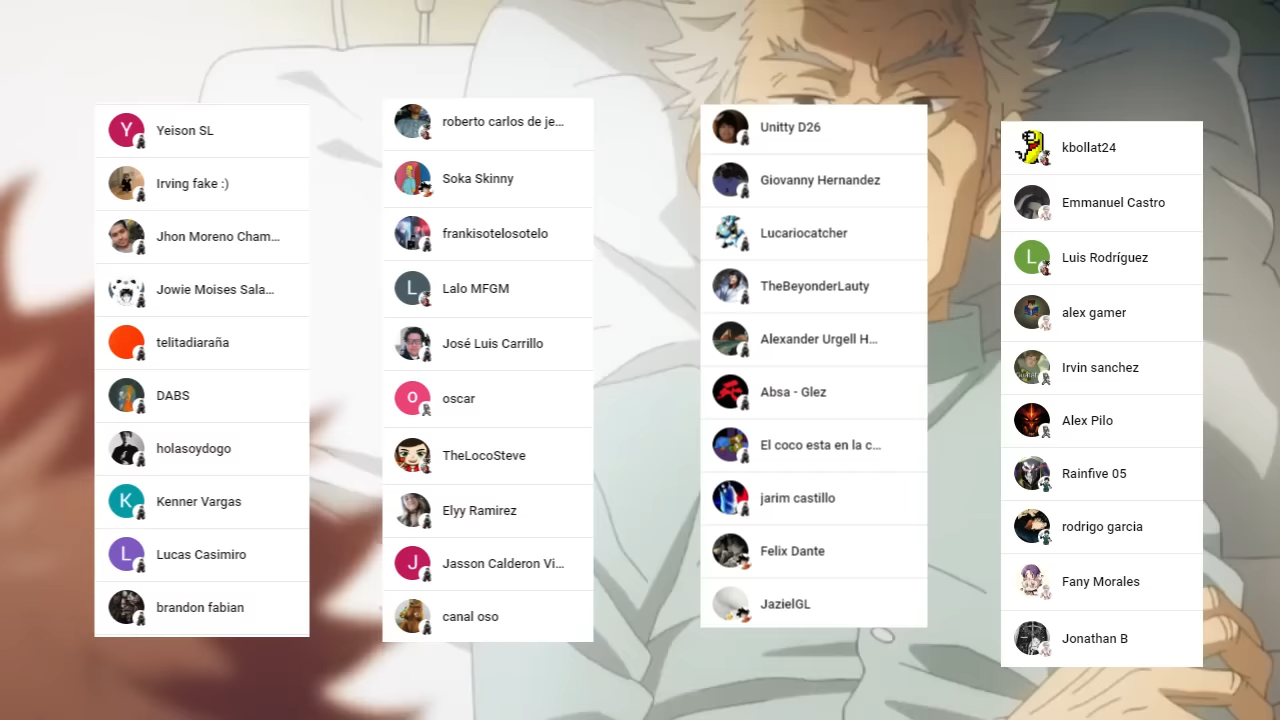 Y Yeison SL
Irving fake :)
Jhon Moreno Cham...
Jowie Moises Sala...
telitadiaraña
DABS
holasoydogo
K Kenner Vargas
L Lucas Casimiro
brandon fabian
roberto carlos de je...
Soka Skinny
frankisotelosotelo
L Lalo MFGM
José Luis Carrillo
o oscar
TheLocoSteve
Elyy Ramirez
J Jasson Calderon Vi...
canal oso
Unitty D26
Giovanny Hernandez
Lucariocatcher
TheBeyonderLauty
Alexander Urgell H...
Absa - Glez
El coco esta en la c...
jarim castillo
Felix Dante
JazielGL
kbollat24
Emmanuel Castro
L Luis Rodríguez
alex gamer
Irvin sanchez
Alex Pilo
Rainfive 05
rodrigo garcia
Fany Morales
Jonathan B